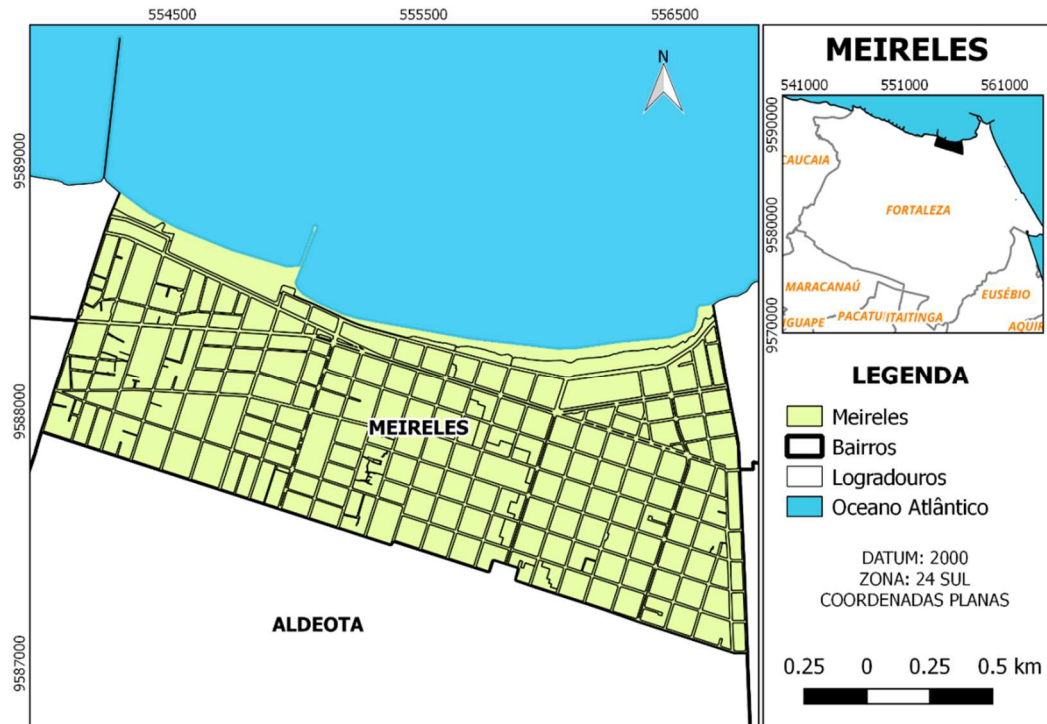 554500
555500
556500
9589000
9588000
9587000
N
MEIRELES
ALDEOTA
MEIRELES
541000
551000
561000
9590000
9580000
9570000
CAUCAIA
FORTALEZA
MARACANAÚ
EUSÉBIO
PACATU
ITAITINGA
IGUAPE
AQUIR
LEGENDA
Meireles
Bairros
Logradouros
Oceano Atlântico
DATUM: 2000
ZONA: 24 SUL
COORDENADAS PLANAS
0.25 0 0.25 0.5 km